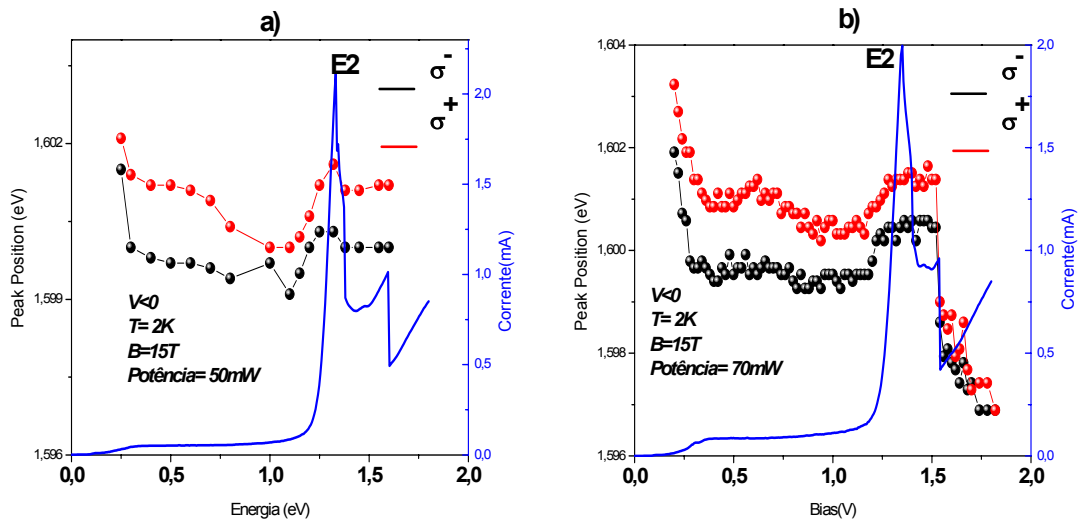 a)
E2
σ-
σ+
1,602
1,599
1,596
Peak Position (eV)
2,0
1,5
1,0
0,5
0,0
Corrente(mA)
V<0
T= 2K
B=15T
Potência= 50mW
0,0 0,5 1,0 1,5 2,0
Energia (eV)
b)
E2
σ-
σ+
1,604
1,602
1,600
1,598
1,596
Peak Position (eV)
2,0
1,5
1,0
0,5
0,0
Corrente(mA)
V<0
T= 2K
B=15T
Potência= 70mW
0,0 0,5 1,0 1,5 2,0
Bias(V)